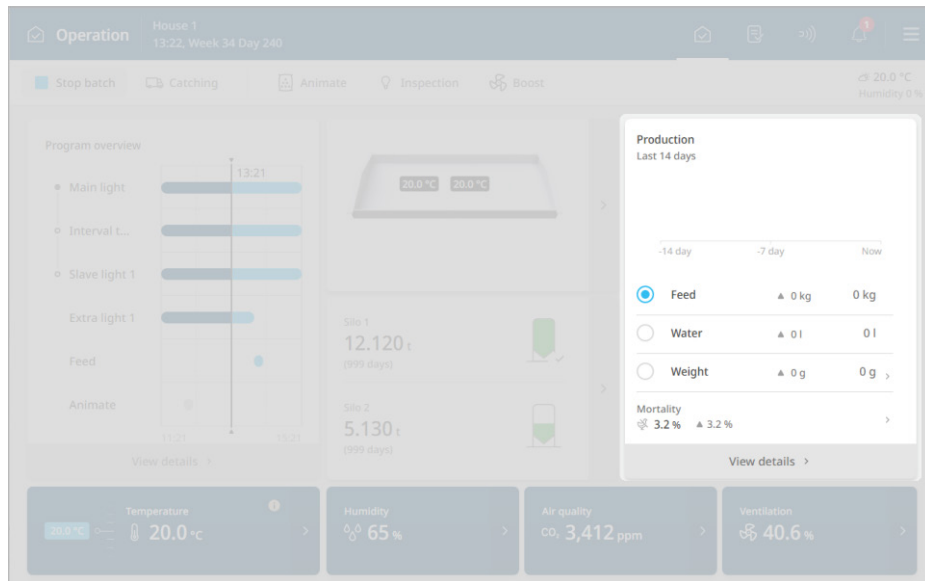 Operation
House 1
13:22, Week 34 Day 240
1
Stop batch
Catching
Animate
Inspection
Boost
20.0 °C
Humidity 0 %
Program overview
13:21
Main light
Interval t...
Slave light 1
Extra light 1
Feed
Animate
11:21
15:21
View details
20.0 °C
20.0 °C
Silo 1
12.120 t
(999 days)
Silo 2
5.130 t
(999 days)
Production
Last 14 days
-14 day
-7 day
Now
Feed ▲ 0 kg 0 kg
Water ▲ 0 l 0 l
Weight ▲ 0 g 0 g
Mortality
3.2 % ▲ 3.2 %
View details
Temperature
20.0 °C
20.0 °C
Humidity
65 %
Air quality
CO₂ 3,412 ppm
Ventilation
40.6 %